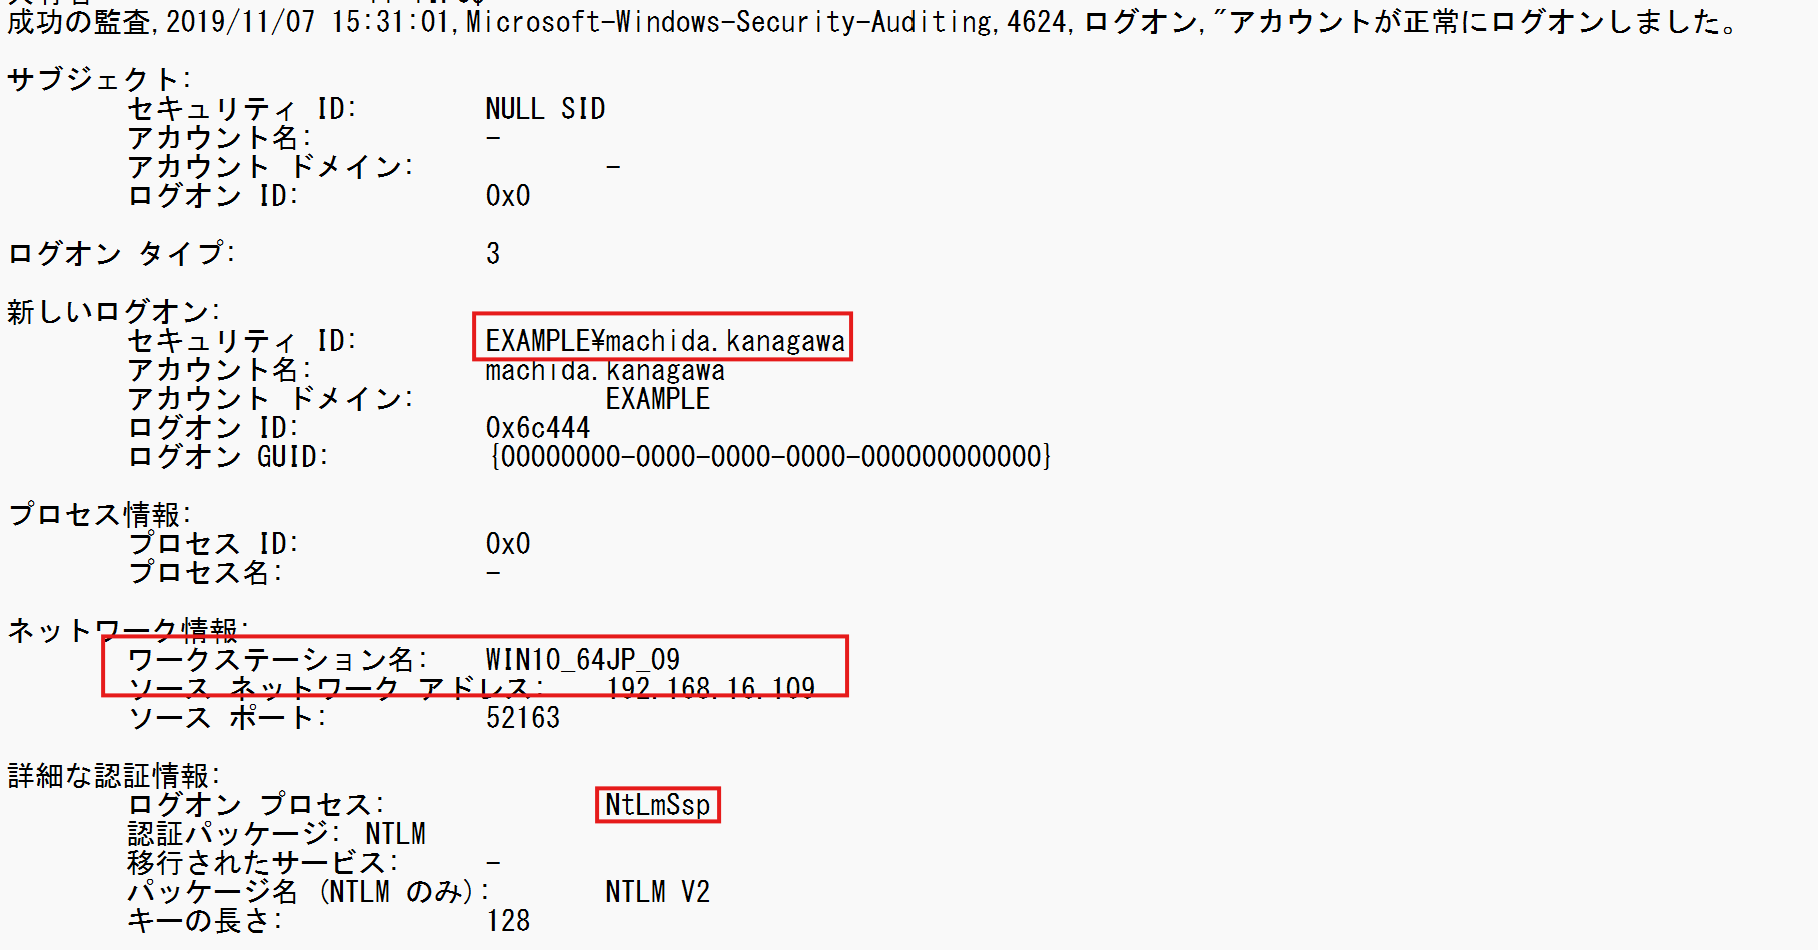 成功の監査,2019/11/07 15:31:01,Microsoft-Windows-Security-Auditing,4624,ログオン,"アカウントが正常にログオンしました。
サブジェクト:
セキュリティ ID: NULL SID
アカウント名: -
アカウント ドメイン: -
ログオン ID: 0x0
ログオン タイプ: 3
新しいログオン:
セキュリティ ID: EXAMPLE¥machida.kanagawa
アカウント名: machida.kanagawa
アカウント ドメイン: EXAMPLE
ログオン ID: 0x6c444
ログオン GUID: {00000000-0000-0000-0000-000000000000}
プロセス情報:
プロセス ID: 0x0
プロセス名: -
ネットワーク情報:
ワークステーション名: WIN10_64JP_09
ソース ネットワーク アドレス: 192.168.16.109
ソース ポート: 52163
詳細な認証情報:
ログオン プロセス: NtLmSsp
認証パッケージ: NTLM
移行されたサービス: -
パッケージ名 (NTLM のみ): NTLM V2
キーの長さ: 128